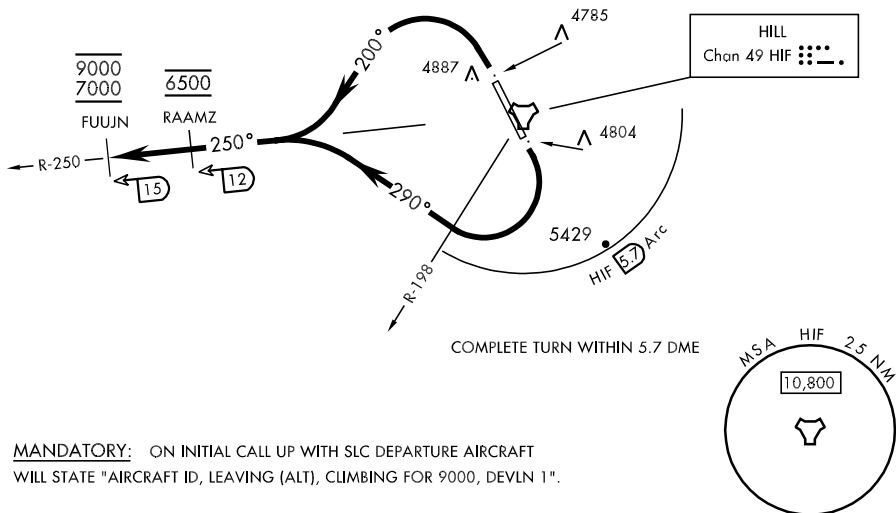 4785
HILL
Chan 49 HIF
9000
7000
6500
4887
200°
FUUJN
RAAMZ
250°
4804
R-250
15
12
290°
5429
HIF 5.7 Arc
R-198
COMPLETE TURN WITHIN 5.7 DME
MSA HIF 25 NM
10,800
MANDATORY: ON INITIAL CALL UP WITH SLC DEPARTURE AIRCRAFT
WILL STATE "AIRCRAFT ID, LEAVING (ALT), CLIMBING FOR 9000, DEVLN 1".